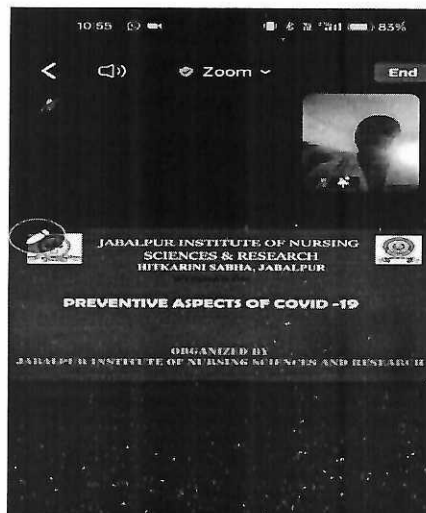 10:55 83%
Zoom End
JABALPUR INSTITUTE OF NURSING
SCIENCES & RESEARCH
HITKARINI SABHA, JABALPUR
PREVENTIVE ASPECTS OF COVID -19
ORGANIZED BY
JABALPUR INSTITUTE OF NURSING SCIENCES AND RESEARCH